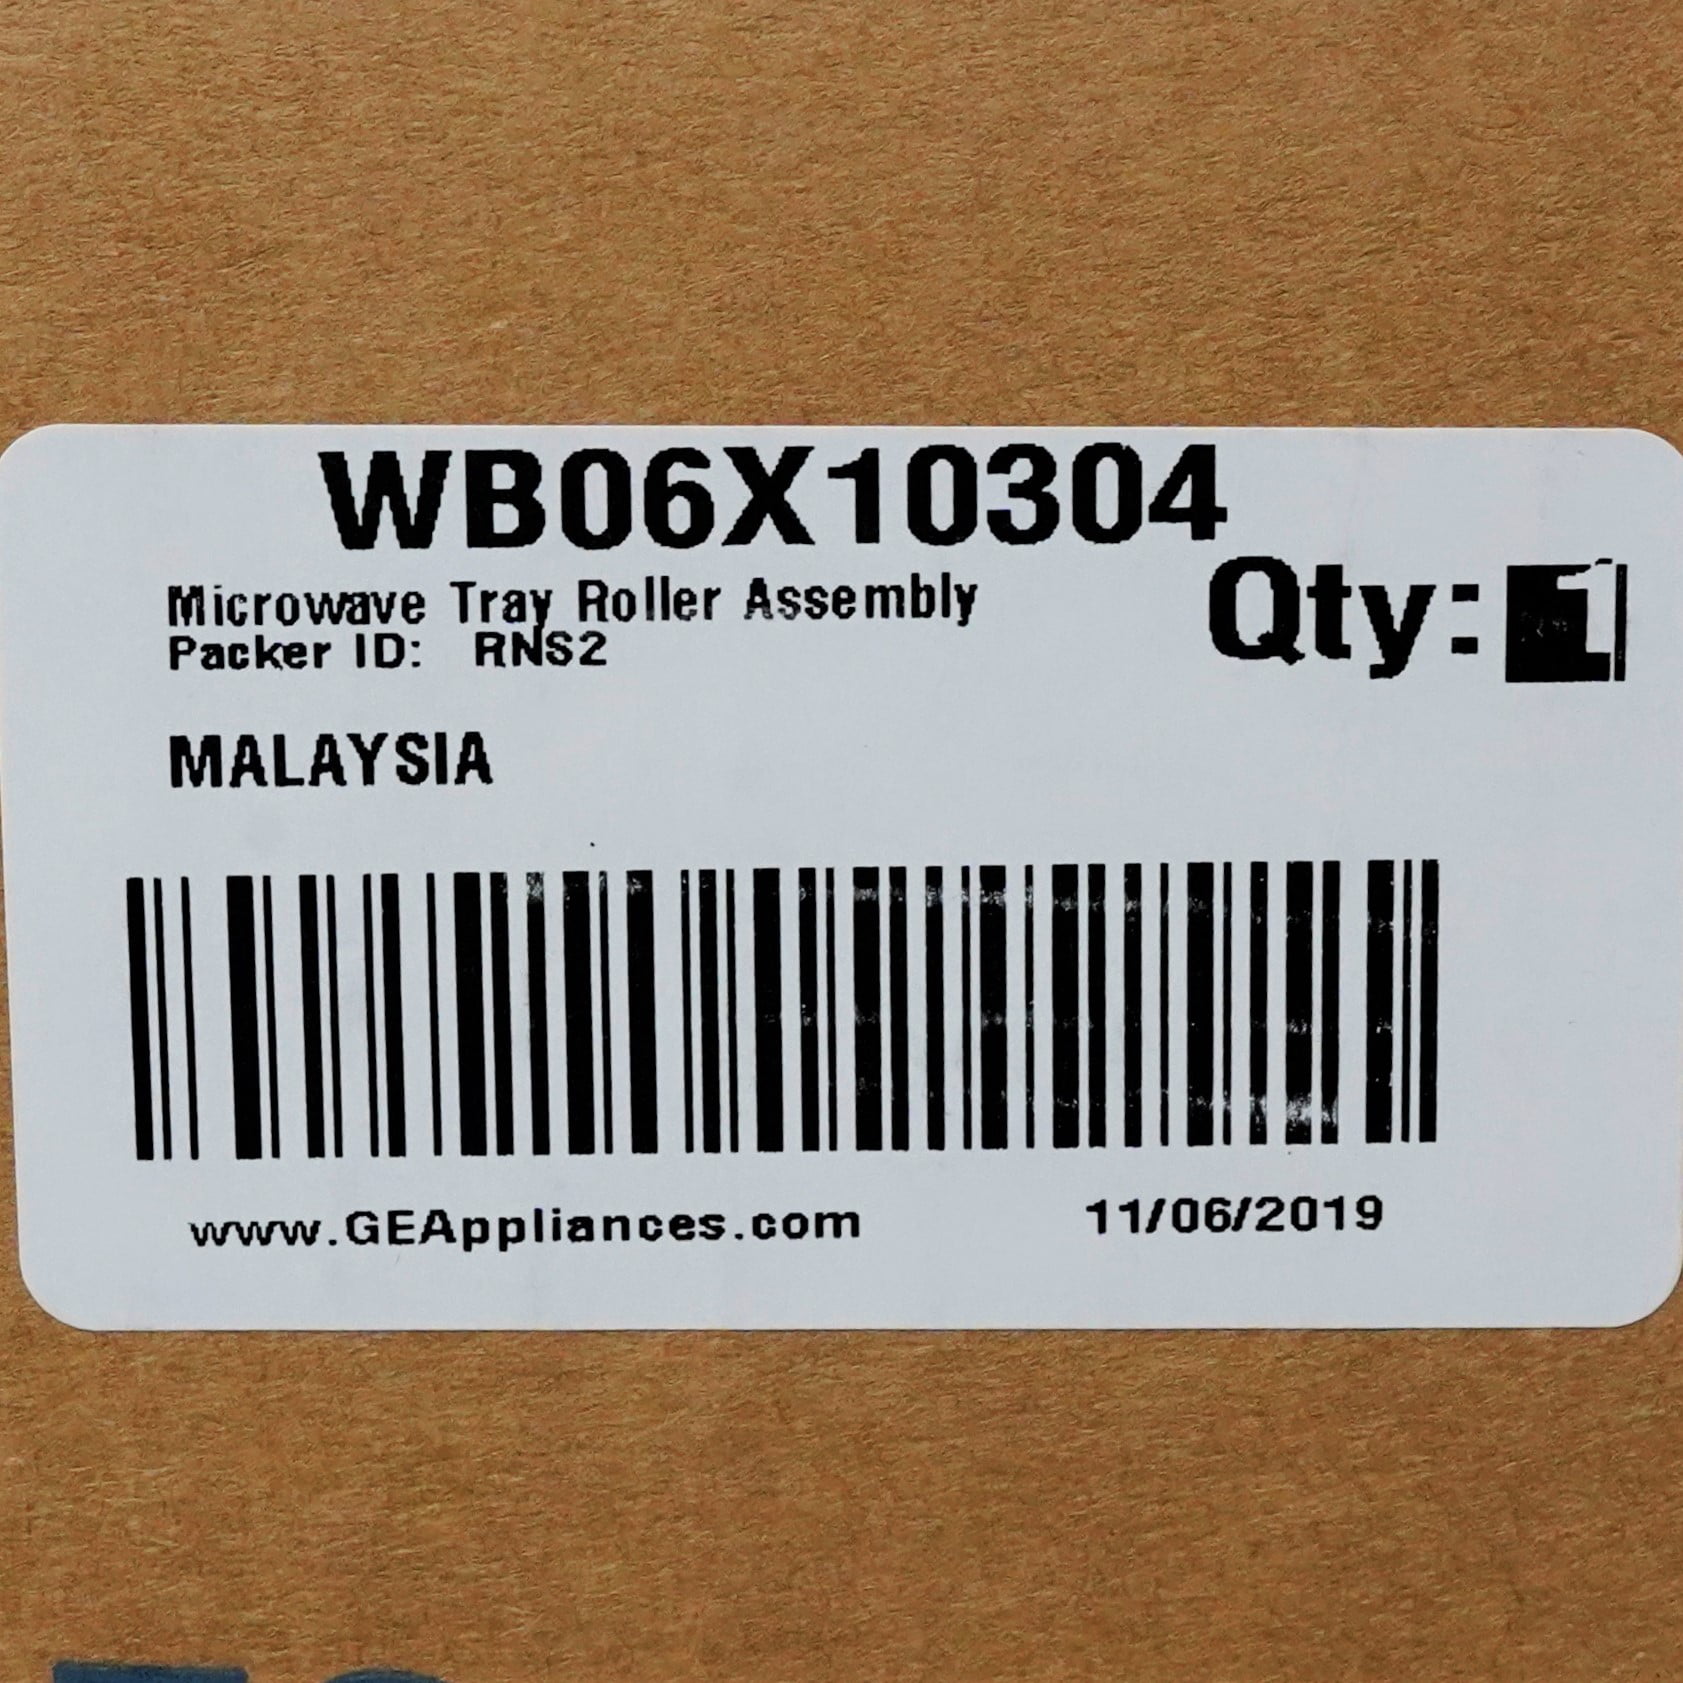 WB06X10304
Microwave Tray Roller Assembly
Qty: 1
Packer ID: RNS2
MALAYSIA
www.GEAppliances.com 11/06/2019